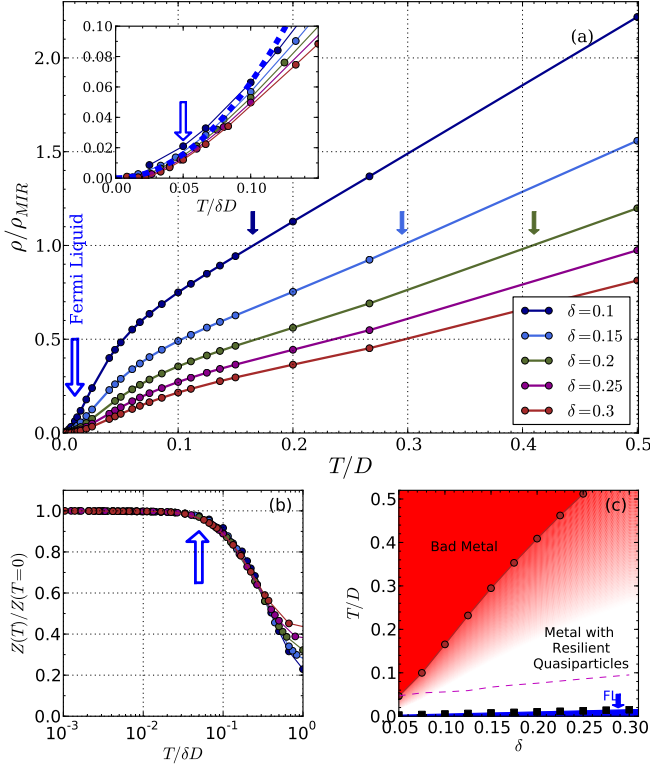 (a)
ρ/ρ_MIR
2.0
1.5
1.0
0.5
0.0
0.0
0.1
0.2
0.3
0.4
0.5
T/D
Fermi Liquid
0.10
0.08
0.06
0.04
0.02
0.00
0.00
0.05
0.10
T/δD
δ=0.1
δ=0.15
δ=0.2
δ=0.25
δ=0.3
(b)
Z(T)/Z(T=0)
1.0
0.8
0.6
0.4
0.2
0.0
10⁻³
10⁻²
10⁻¹
10⁰
T/δD
(c)
T/D
0.5
0.4
0.3
0.2
0.1
0.0
0.05
0.10
0.15
0.20
0.25
0.30
δ
Bad Metal
Metal with
Resilient
Quasiparticles
FL